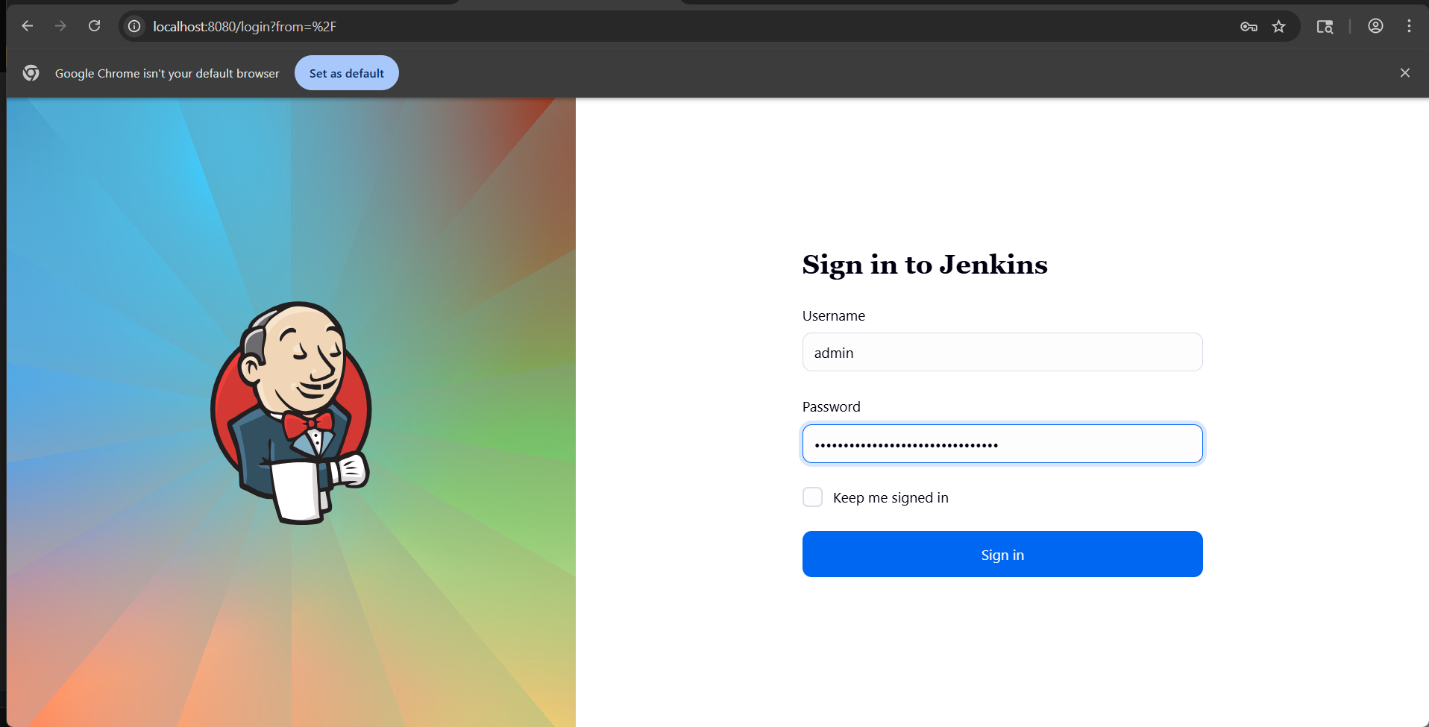 localhost:8080/login?from=%2F
Google Chrome isn't your default browser
Set as default
Sign in to Jenkins
Username
admin
Password
••••••••••••••••••••••••••••••••
Keep me signed in
Sign in